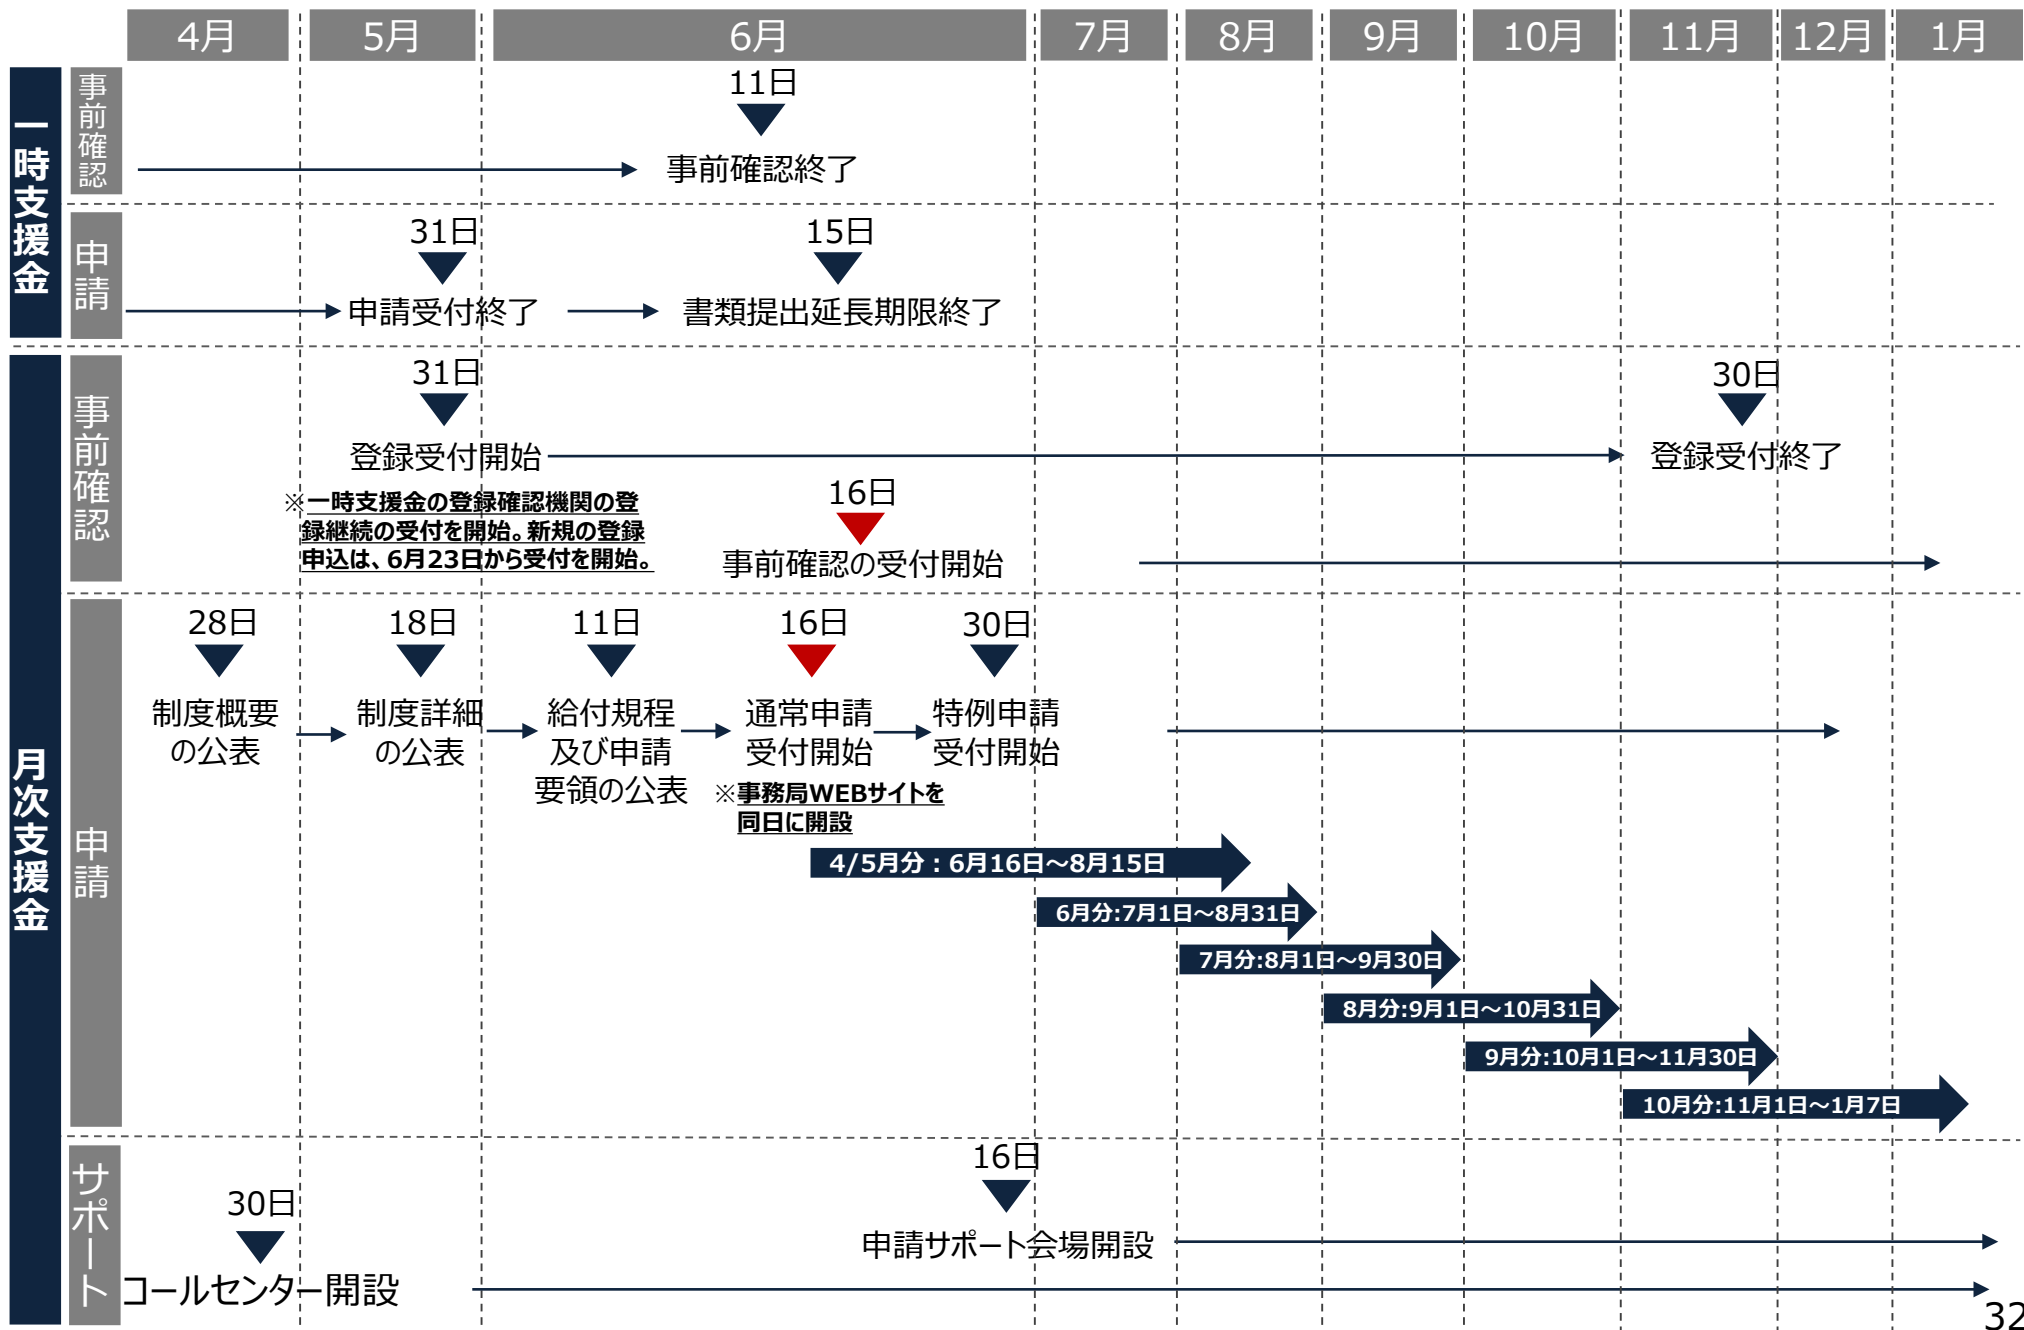 4月 5月 6月 7月 8月 9月 10月 11月 12月 1月
一時支援金
事前確認
11日
事前確認終了
申請
31日 15日
申請受付終了 書類提出延長期限終了
月次支援金
事前確認
31日 30日
登録受付開始 登録受付終了
※一時支援金の登録確認機関の登
録継続の受付を開始。新規の登録
申込は、6月23日から受付を開始。
16日
事前確認の受付開始
申請
28日 18日 11日 16日 30日
制度概要 制度詳細 給付規程 通常申請 特例申請
の公表 の公表 及び申請 受付開始 受付開始
要領の公表
※事務局WEBサイトを
同日に開設
4/5月分：6月16日～8月15日
6月分:7月1日～8月31日
7月分:8月1日～9月30日
8月分:9月1日～10月31日
9月分:10月1日～11月30日
10月分:11月1日～1月7日
サポート
16日
申請サポート会場開設
30日
コールセンター開設
32